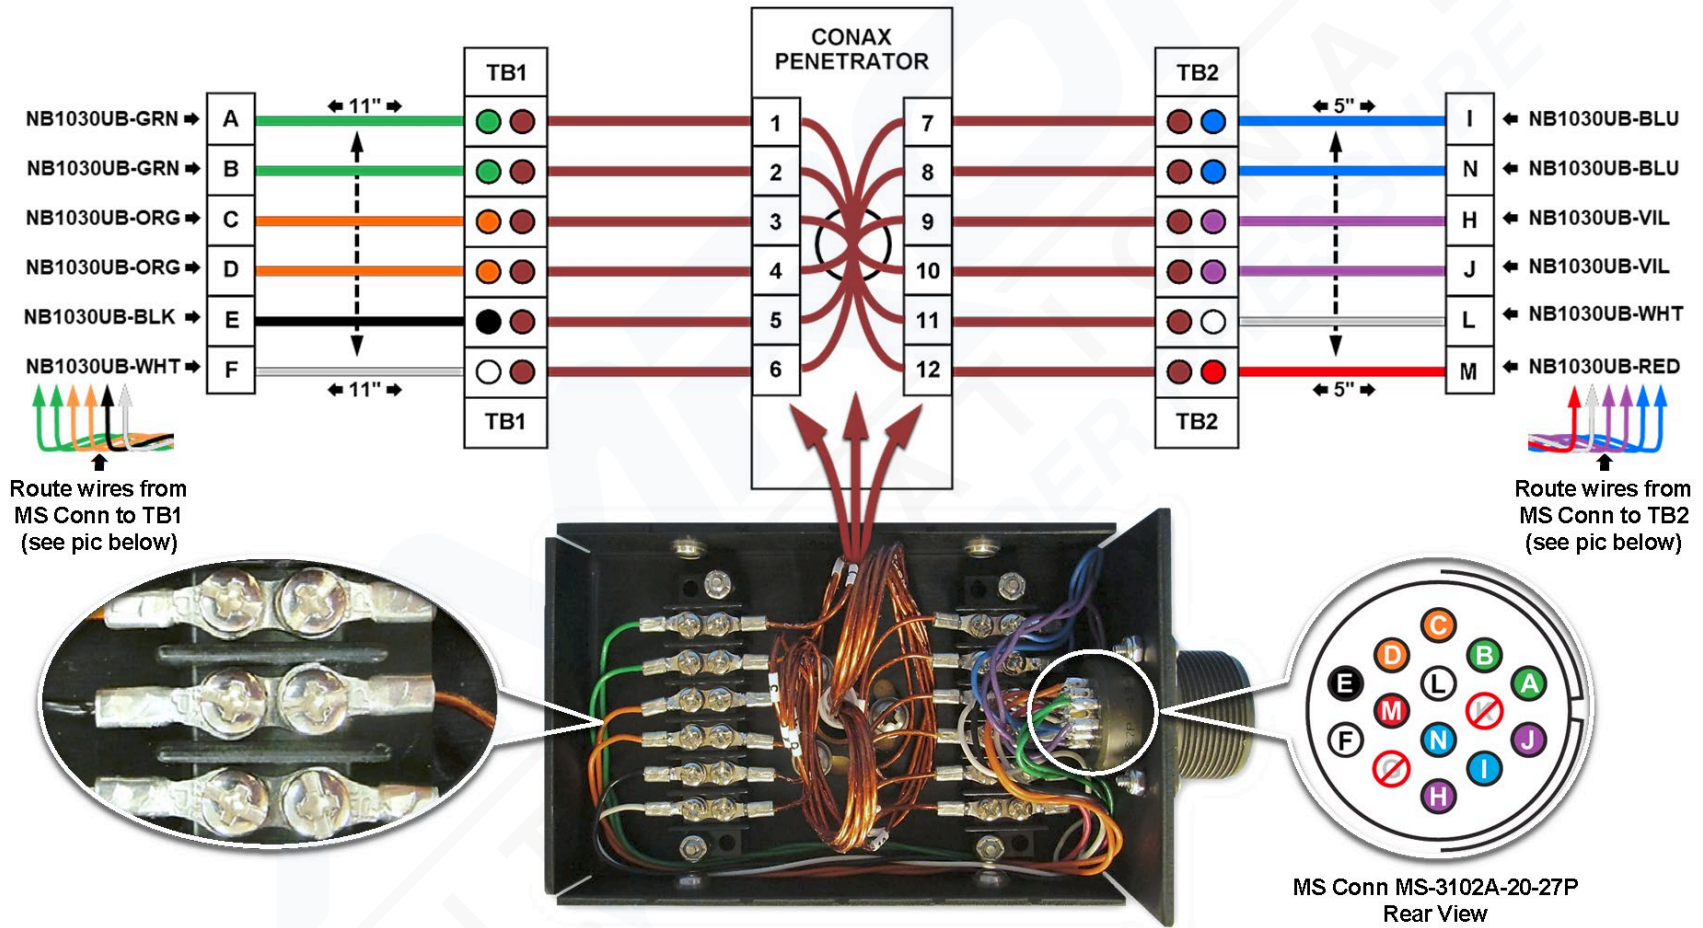 CONAX
PENETRATOR
TB1
TB2
NB1030UB-GRN
A
11"
1
7
5"
I
NB1030UB-BLU
NB1030UB-GRN
B
2
8
N
NB1030UB-BLU
NB1030UB-ORG
C
3
9
H
NB1030UB-VIL
NB1030UB-ORG
D
4
10
J
NB1030UB-VIL
NB1030UB-BLK
E
5
11
L
NB1030UB-WHT
NB1030UB-WHT
F
11"
6
12
5"
M
NB1030UB-RED
TB1
TB2
Route wires from
MS Conn to TB1
(see pic below)
Route wires from
MS Conn to TB2
(see pic below)
C
D
B
E
L
A
M
K
F
N
J
G
I
H
MS Conn MS-3102A-20-27P
Rear View